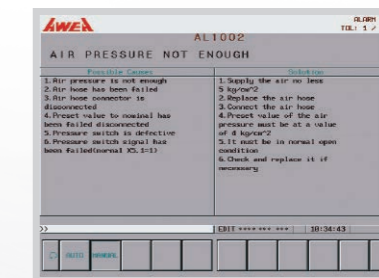 AWEA
ALARM
TOL: 1 /
AL1002
AIR PRESSURE NOT ENOUGH
Possible Causes
1.Air pressure is not enough
2.Air hose has been failed
3.Air hose connector is
disconnected
4.Preset value to nominal has
been failed disconnected
5.Pressure switch is defective
6.Pressure switch signal has
been failed(normal X5.1=1)
Solution
1.Supply the air no less
5 kg/cm^2
2.Replace the air hose
3.Connect the air hose
4.Preset value of the air
pressure must be at a value
of 4 kg/cm^2
5.It must be in normal open
condition
6.Check and replace it if
necessary
>>
EDIT **** *** ***
10:34:43
AUTO
MANUAL